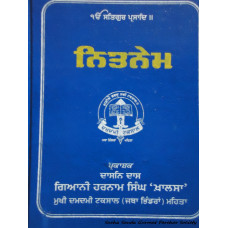 ੴ ਸਤਿਗੁਰ ਪ੍ਰਸਾਦਿ ॥
ਨਿਤਨੇਮ
ਪ੍ਰਕਾਸ਼ਕ
ਦਾਸਨਿ ਦਾਸ
ਗਿਆਨੀ ਹਰਨਾਮ ਸਿੰਘ ‘ਖ਼ਾਲਸਾ’
ਮੁਖੀ ਦਮਦਮੀ ਟਕਸਾਲ (ਜਥਾ ਭਿੰਡਰਾਂ) ਮਹਿਤਾ